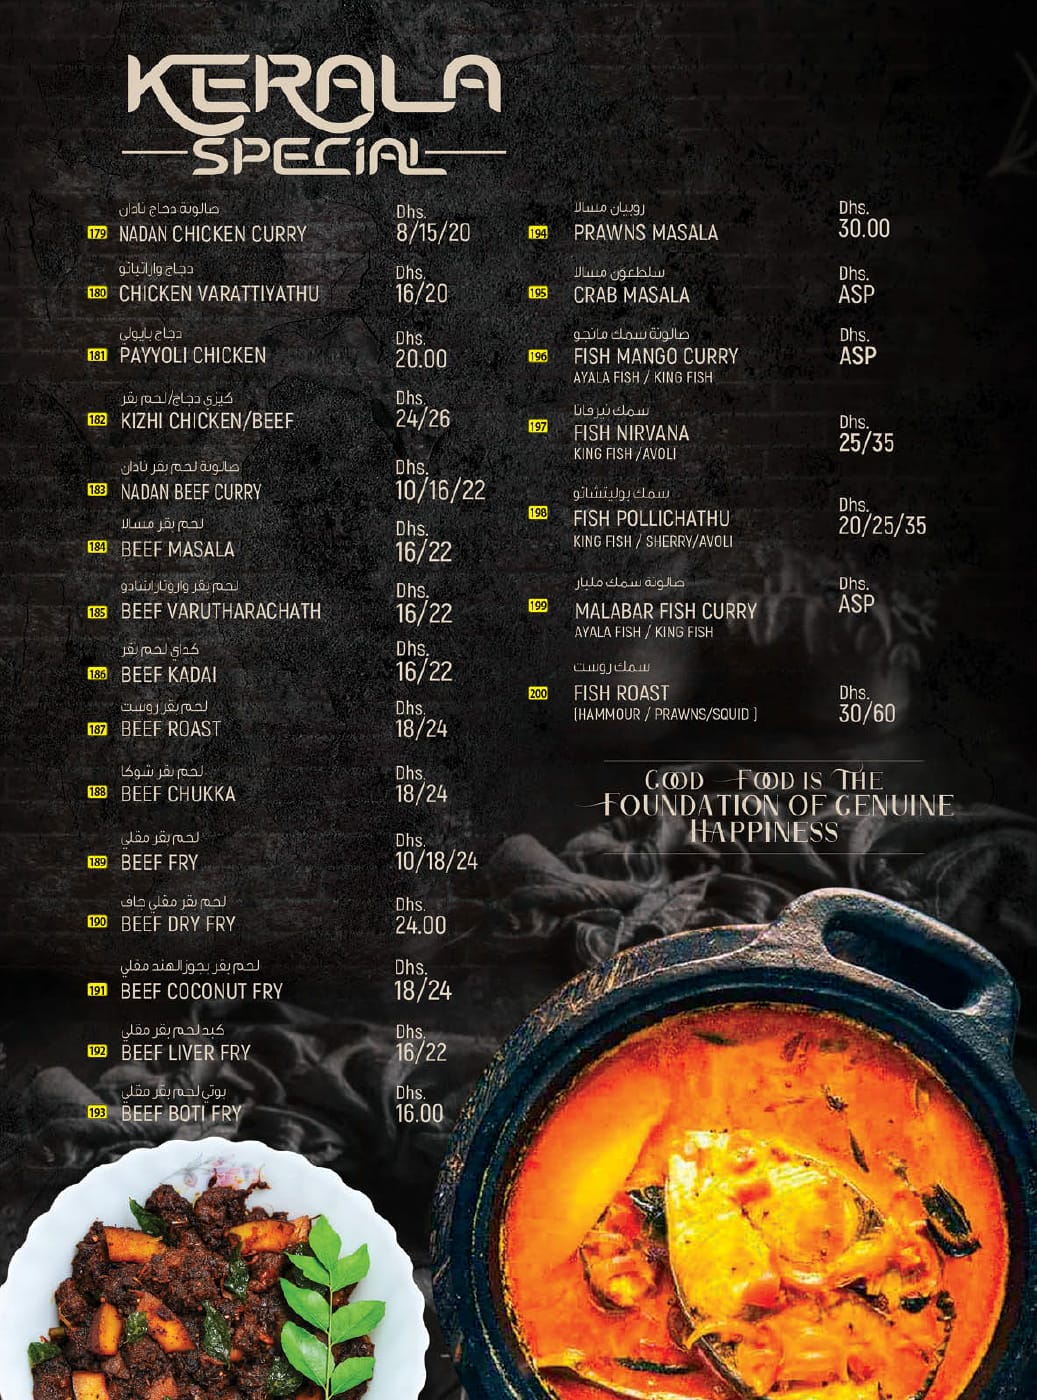 KERALA
SPECIAL
صالونة دجاج نادان
179 NADAN CHICKEN CURRY
Dhs.
8/15/20
دجاج واراتياتو
180 CHICKEN VARATTIYATHU
Dhs.
16/20
دجاج بايولي
181 PAYYOLI CHICKEN
Dhs.
20.00
كيزي دجاج/لحم بقر
182 KIZHI CHICKEN/BEEF
Dhs.
24/26
صالونة لحم بقر نادان
183 NADAN BEEF CURRY
Dhs.
10/16/22
لحم بقر مسالا
184 BEEF MASALA
Dhs.
16/22
لحم بقر
185 BEEF VARUTHARACHATH
Dhs.
16/22
كداي لحم بقر
186 BEEF KADAI
Dhs.
16/22
لحم بقر روست
187 BEEF ROAST
Dhs.
18/24
لحم بقر شوكا
188 BEEF CHUKKA
Dhs.
18/24
لحم بقر مقلي
189 BEEF FRY
Dhs.
10/18/24
لحم بقر مقلي جاف
190 BEEF DRY FRY
Dhs.
24.00
لحم بقر بجوز الهند مقلي
191 BEEF COCONUT FRY
Dhs.
18/24
كبد لحم بقر مقلي
192 BEEF LIVER FRY
Dhs.
16/22
بوتي لحم بقر مقلي
193 BEEF BOTI FRY
Dhs.
16.00
روبيان مسالا
194 PRAWNS MASALA
Dhs.
30.00
سلطعون مسالا
195 CRAB MASALA
Dhs.
ASP
صالونة سمك مانجو
196 FISH MANGO CURRY
AYALA FISH / KING FISH
Dhs.
ASP
سمك نيرفانا
197 FISH NIRVANA
KING FISH /AVOLI
Dhs.
25/35
سمك بوليتشاتو
198 FISH POLLICHATHU
KING FISH / SHERRY/AVOLI
Dhs.
20/25/35
صالونة سمك مليبار
199 MALABAR FISH CURRY
AYALA FISH / KING FISH
Dhs.
ASP
سمك روست
200 FISH ROAST
(HAMMOUR / PRAWNS/SQUID )
Dhs.
30/60
GOOD FOOD IS THE
FOUNDATION OF GENUINE
HAPPINESS